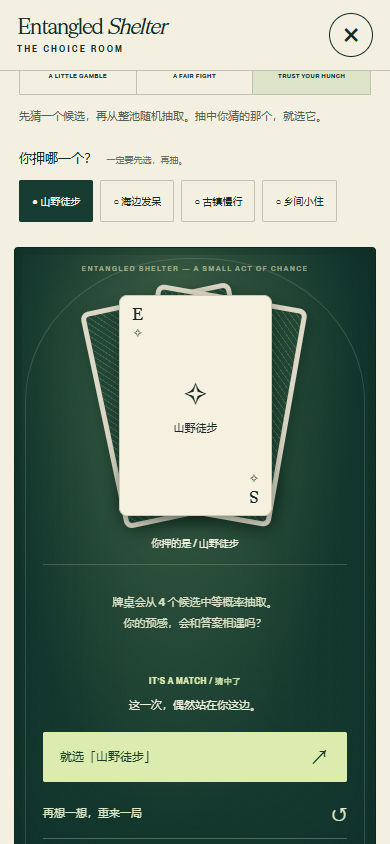 Entangled Shelter
THE CHOICE ROOM
A LITTLE GAMBLE
A FAIR FIGHT
TRUST YOUR HUNCH
先猜一个候选，再从整池随机抽取。抽中你猜的那个，就选它。
你押哪一个？ 一定要先选，再抽。
山野徒步 海边发呆 古镇慢行 乡间小住
ENTANGLED SHELTER — A SMALL ACT OF CHANCE
E
山野徒步
S
你押的是 / 山野徒步
牌桌会从 4 个候选中等概率抽取。
你的预感，会和答案相遇吗？
IT'S A MATCH / 猜中了
这一次，偶然站在你这边。
就选「山野徒步」 ↗
再想一想，重来一局 ↺